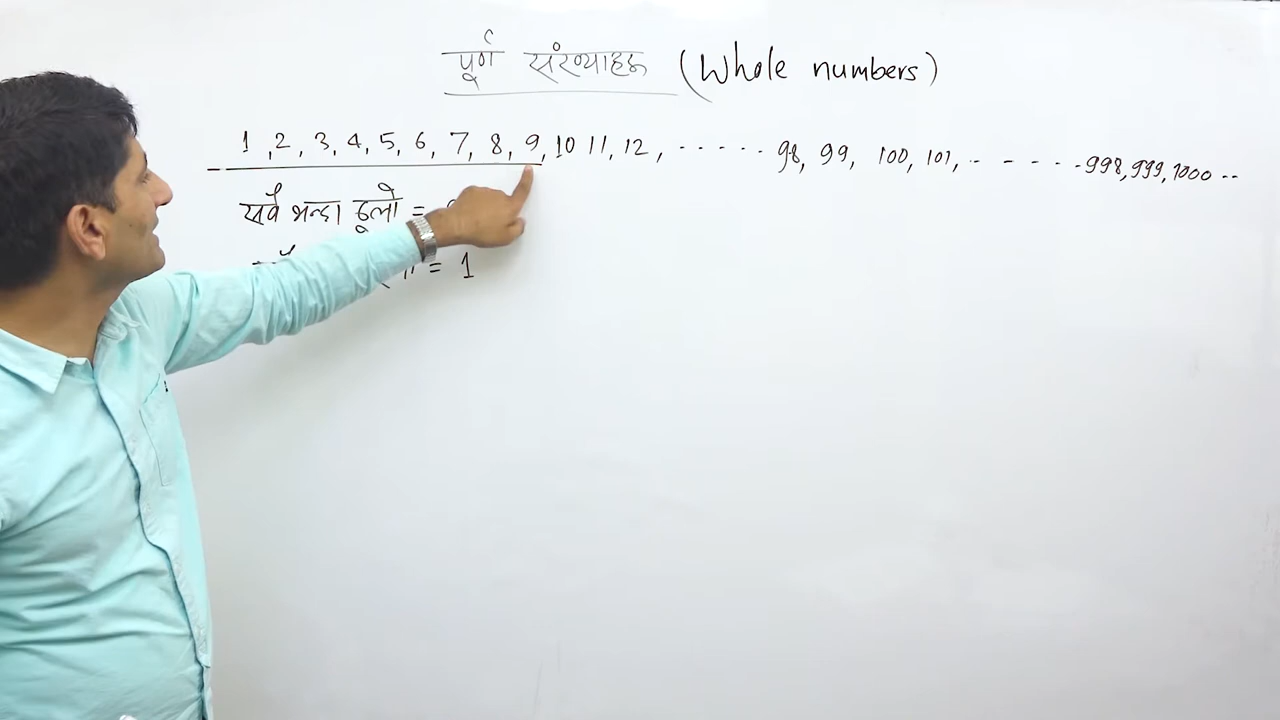 पूर्ण संख्याहरू (Whole numbers)
1, 2, 3, 4, 5, 6, 7, 8, 9, 10 11, 12, ..... 98, 99, 100, 101, - - - - - -998, 999, 1000 --
सबै भन्दा ठूलो =
= 1